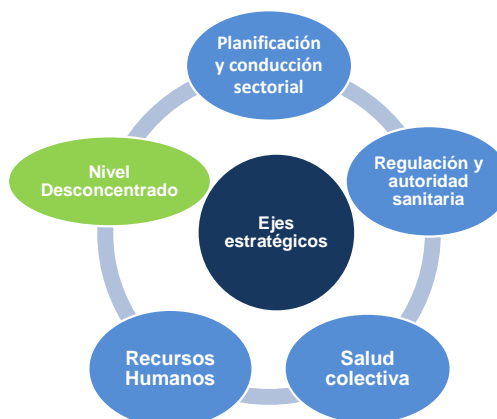 Planificación
y conducción
sectorial
Regulación y
autoridad
sanitaria
Salud
colectiva
Recursos
Humanos
Nivel
Desconcentrado
Ejes
estratégicos